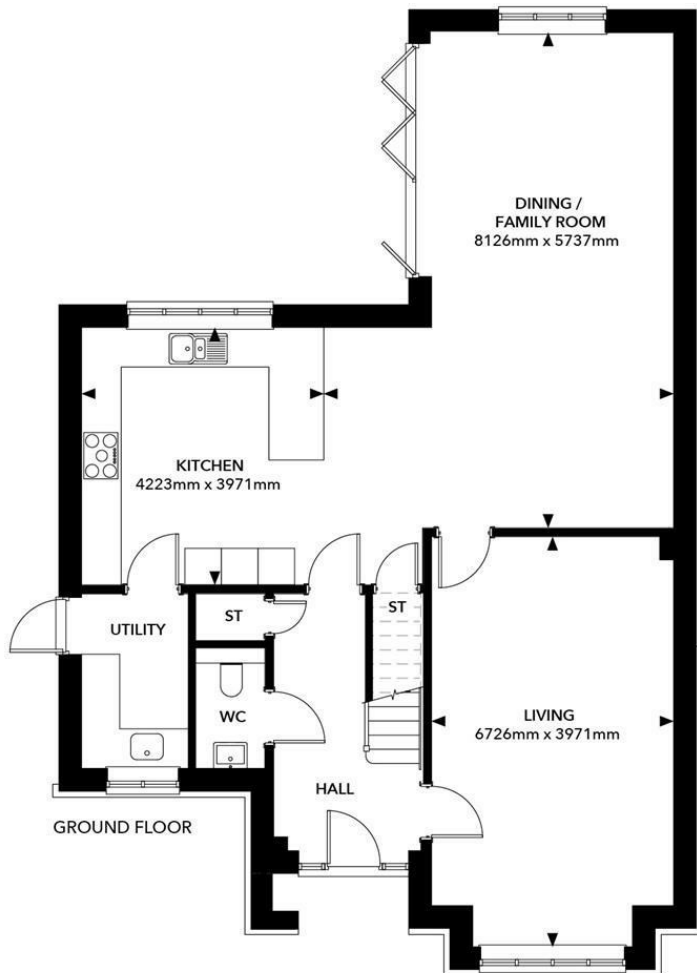 DINING /
FAMILY ROOM
8126mm x 5737mm
KITCHEN
4223mm x 3971mm
UTILITY
ST
ST
WC
LIVING
6726mm x 3971mm
HALL
GROUND FLOOR